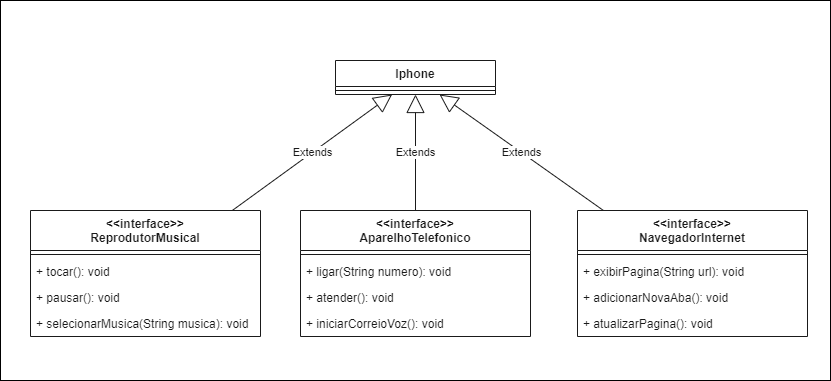 Iphone
Extends
Extends
Extends
<<interface>>
ReprodutorMusical
+ tocar(): void
+ pausar(): void
+ selecionarMusica(String musica): void
<<interface>>
AparelhoTelefonico
+ ligar(String numero): void
+ atender(): void
+ iniciarCorreioVoz(): void
<<interface>>
NavegadorInternet
+ exibirPagina(String url): void
+ adicionarNovaAba(): void
+ atualizarPagina(): void